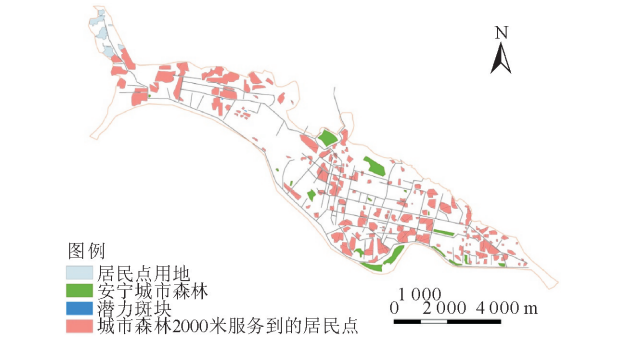 N
图例
居民点用地
安宁城市森林
潜力斑块
城市森林2000米服务到的居民点
1 000
0 2 000 4 000 m